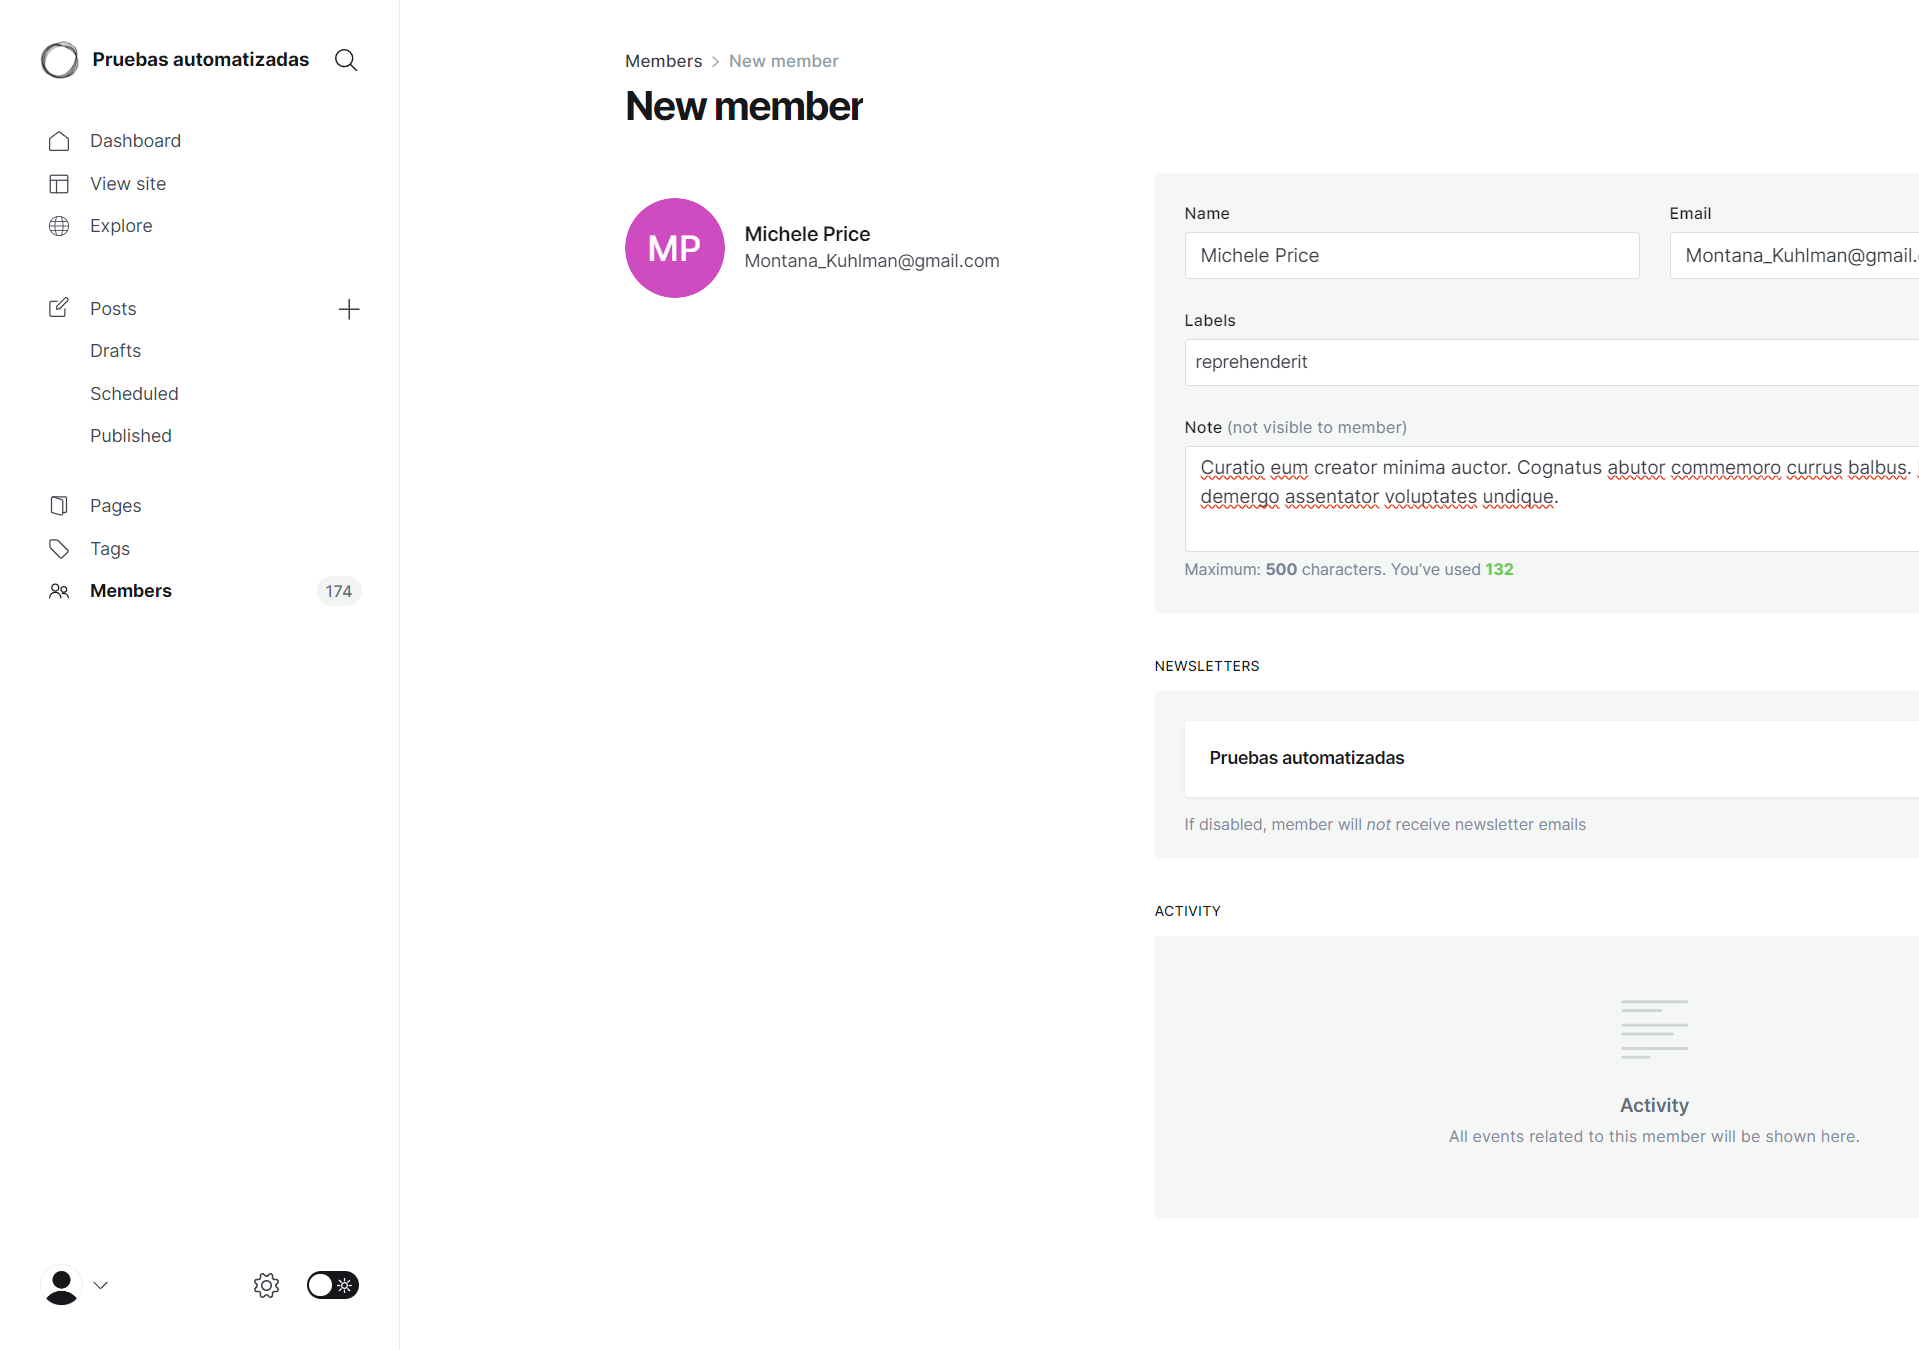 Pruebas automatizadas
Dashboard
View site
Explore
Posts
Drafts
Scheduled
Published
Pages
Tags
Members 174
Members > New member
New member
MP
Michele Price
Montana_Kuhlman@gmail.com
Name
Michele Price
Email
Montana_Kuhlman@gmail.
Labels
reprehenderit
Note (not visible to member)
Curatio eum creator minima auctor. Cognatus abutor commemoro currus balbus.
demergo assentator voluptates undique.
Maximum: 500 characters. You’ve used 132
NEWSLETTERS
Pruebas automatizadas
If disabled, member will not receive newsletter emails
ACTIVITY
Activity
All events related to this member will be shown here.